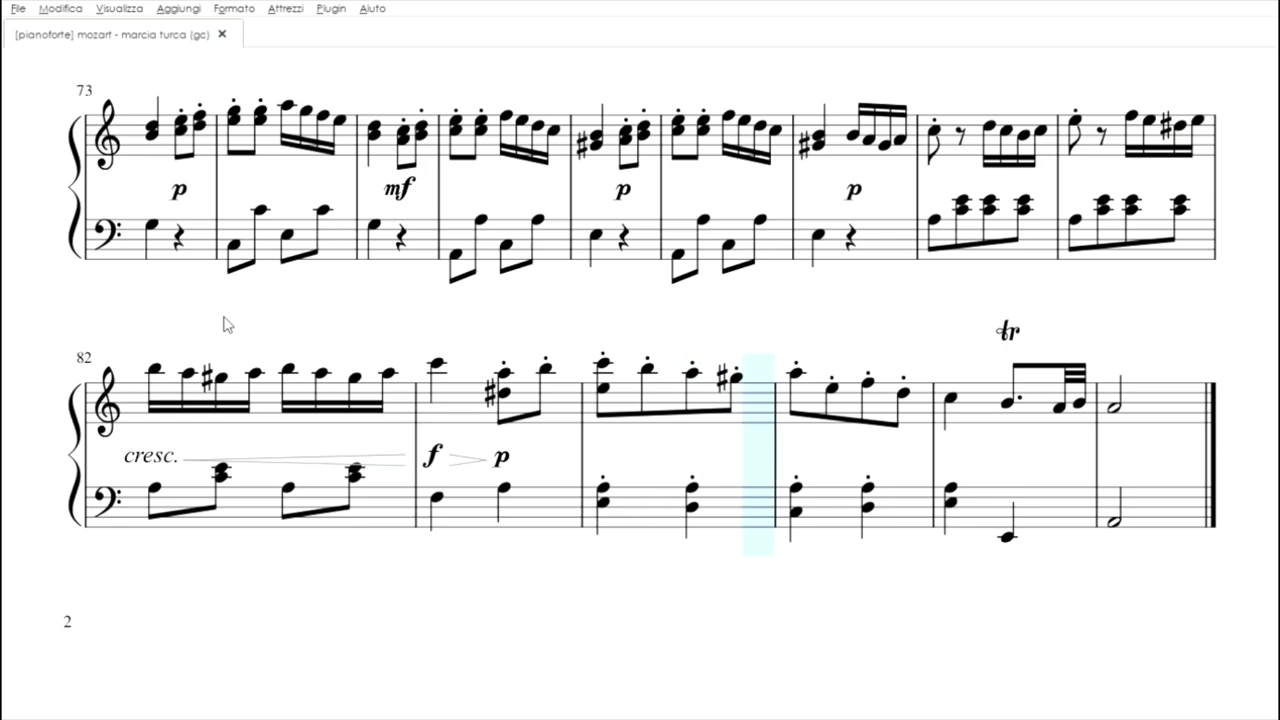 File Modifica Visualizza Aggiungi Formato Attrezzi Plugin Aiuto
[pianoforte] mozart - marcia turca (gc) ×
73
p mf p p
82
tr
cresc. f p
2